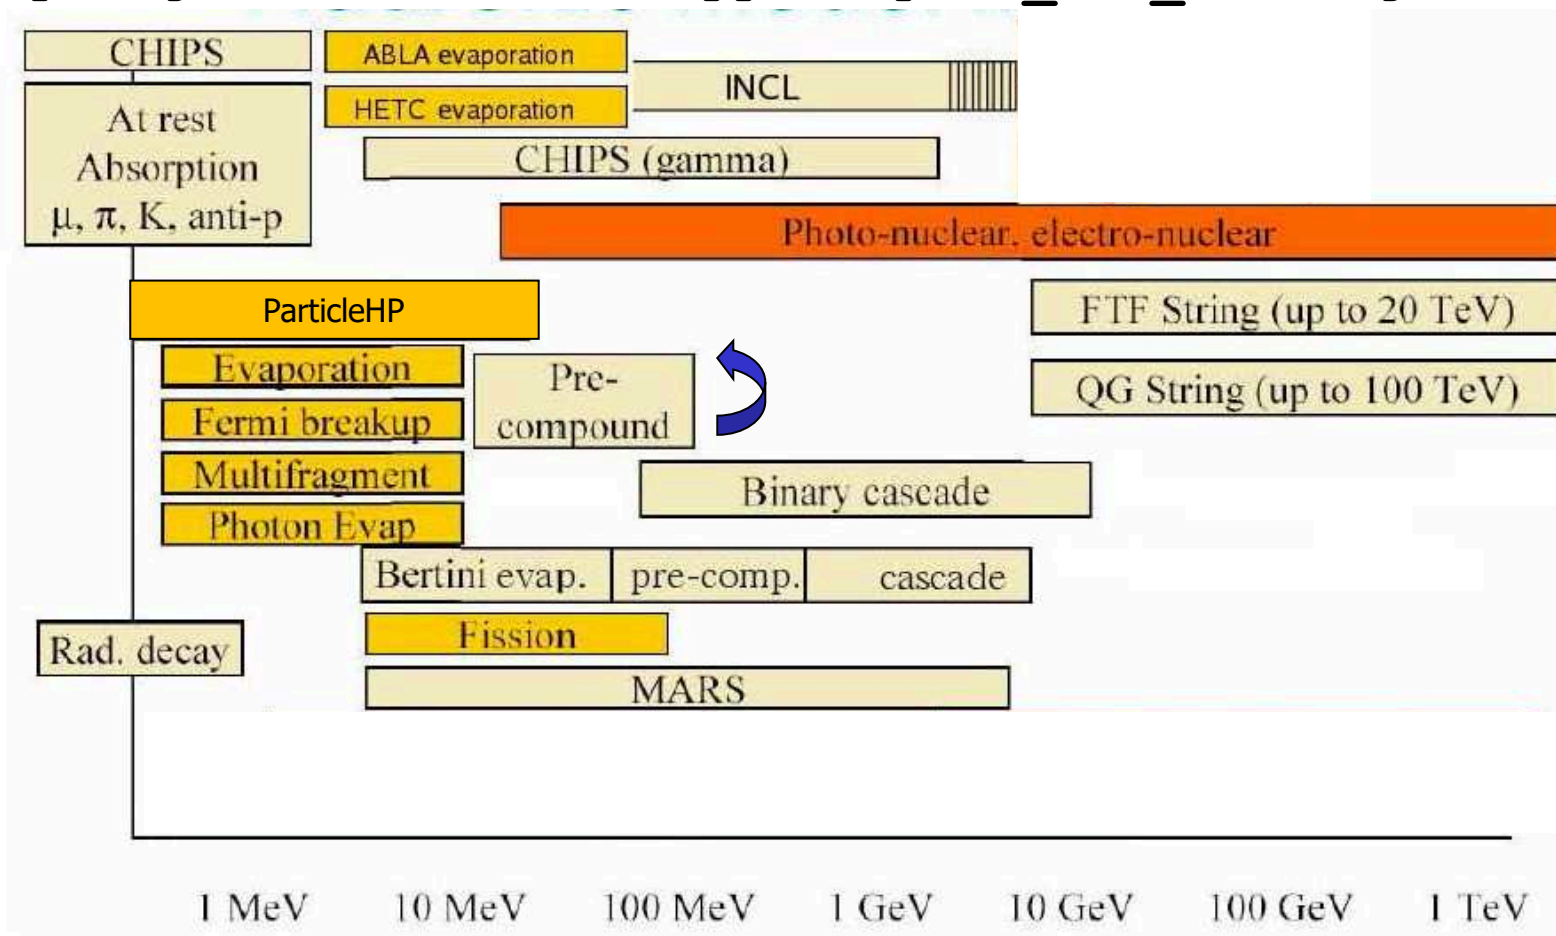 CHIPS
ABLA evaporation
HETC evaporation
INCL
At rest
Absorption
μ, π, K, anti-p
CHIPS (gamma)
Photo-nuclear, electro-nuclear
ParticleHP
FTF String (up to 20 TeV)
Evaporation
Pre-
compound
QG String (up to 100 TeV)
Fermi breakup
Multifragment
Binary cascade
Photon Evap
Bertini evap.
pre-comp.
cascade
Fission
Rad. decay
MARS
1 MeV
10 MeV
100 MeV
1 GeV
10 GeV
100 GeV
1 TeV